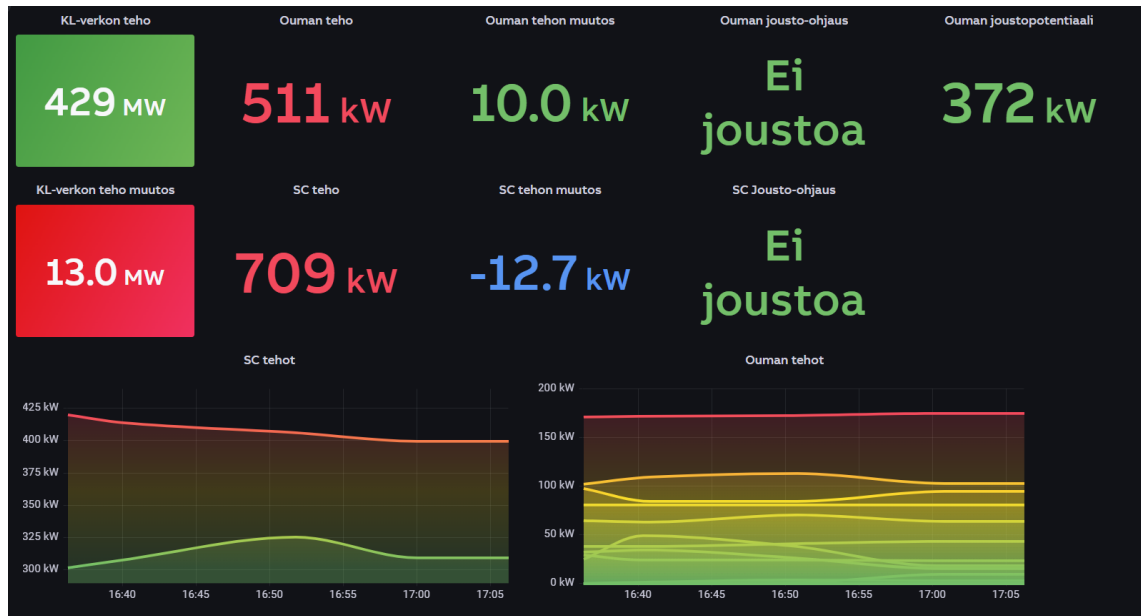 KL-verkon teho
Ouman teho
Ouman tehon muutos
Ouman jousto-ohjaus
Ouman joustopotentiaali
429 MW
511 kW
10.0 kW
Ei
joustoa
372 kW
KL-verkon teho muutos
SC teho
SC tehon muutos
SC Jousto-ohjaus
13.0 MW
709 kW
-12.7 kW
Ei
joustoa
SC tehot
425 kW
400 kW
375 kW
350 kW
325 kW
300 kW
16:40 16:45 16:50 16:55 17:00 17:05
Ouman tehot
200 kW
150 kW
100 kW
50 kW
0 kW
16:40 16:45 16:50 16:55 17:00 17:05